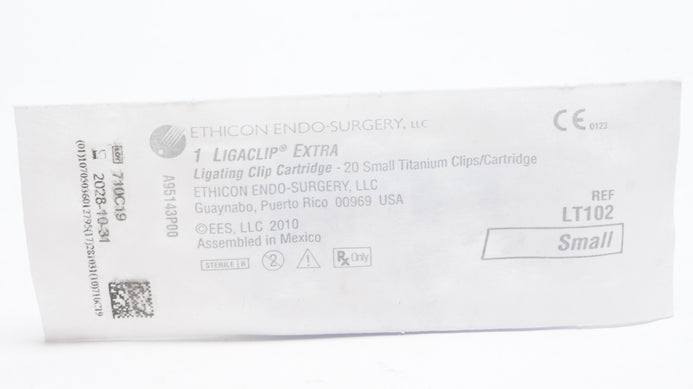 ETHICON ENDO-SURGERY, LLC
CE 0123
1 LIGACLIP® EXTRA
Ligating Clip Cartridge - 20 Small Titanium Clips/Cartridge
ETHICON ENDO-SURGERY, LLC
Guaynabo, Puerto Rico 00969 USA
©EES, LLC 2010
Assembled in Mexico
STERILE R
2
Rx Only
REF
LT102
Small
A95143P00
LOT 710C19
2028-10-31